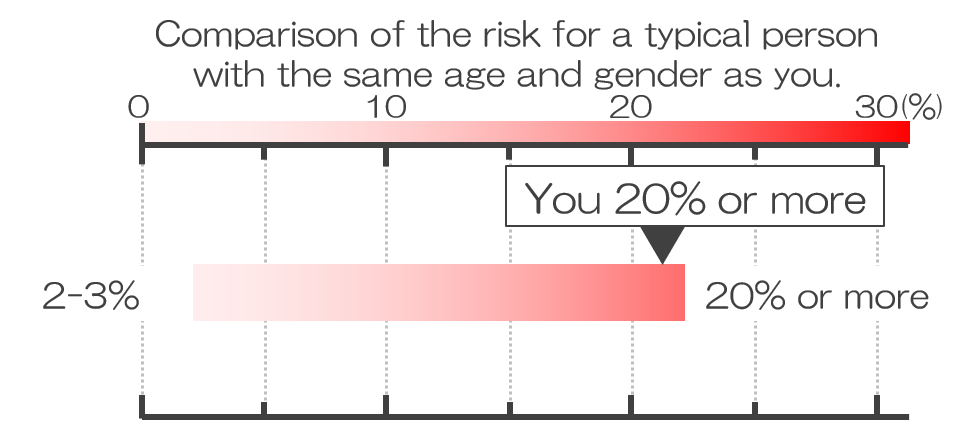 Comparison of the risk for a typical person
with the same age and gender as you.
0 10 20 30(%)
You 20% or more
2-3% 20% or more